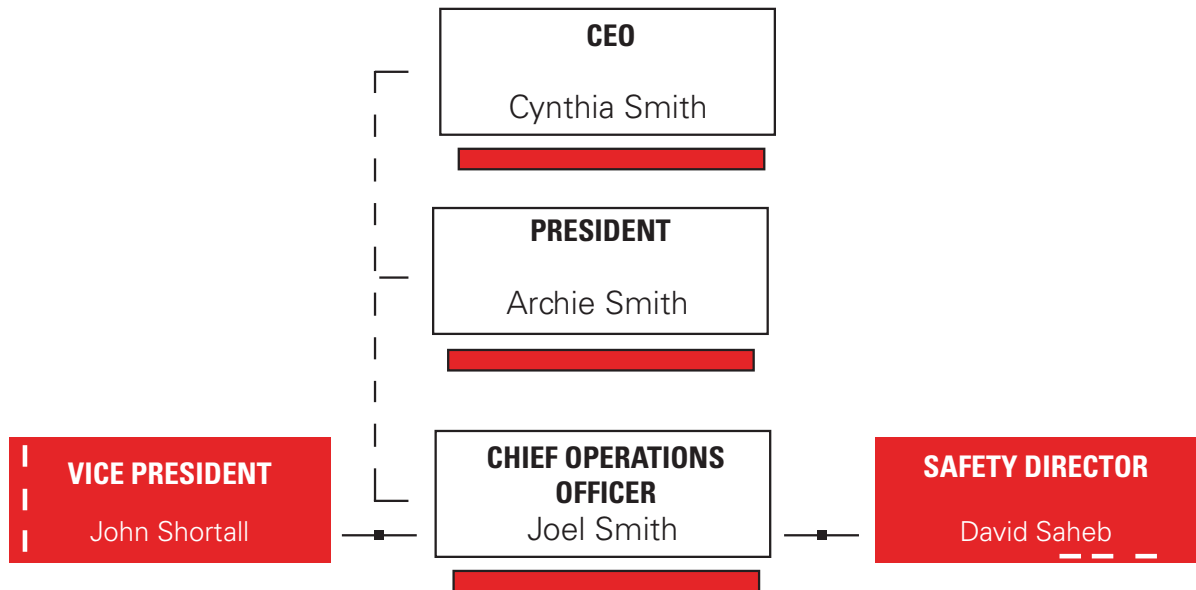 CEO
Cynthia Smith
PRESIDENT
Archie Smith
VICE PRESIDENT
John Shortall
CHIEF OPERATIONS
OFFICER
Joel Smith
SAFETY DIRECTOR
David Saheb